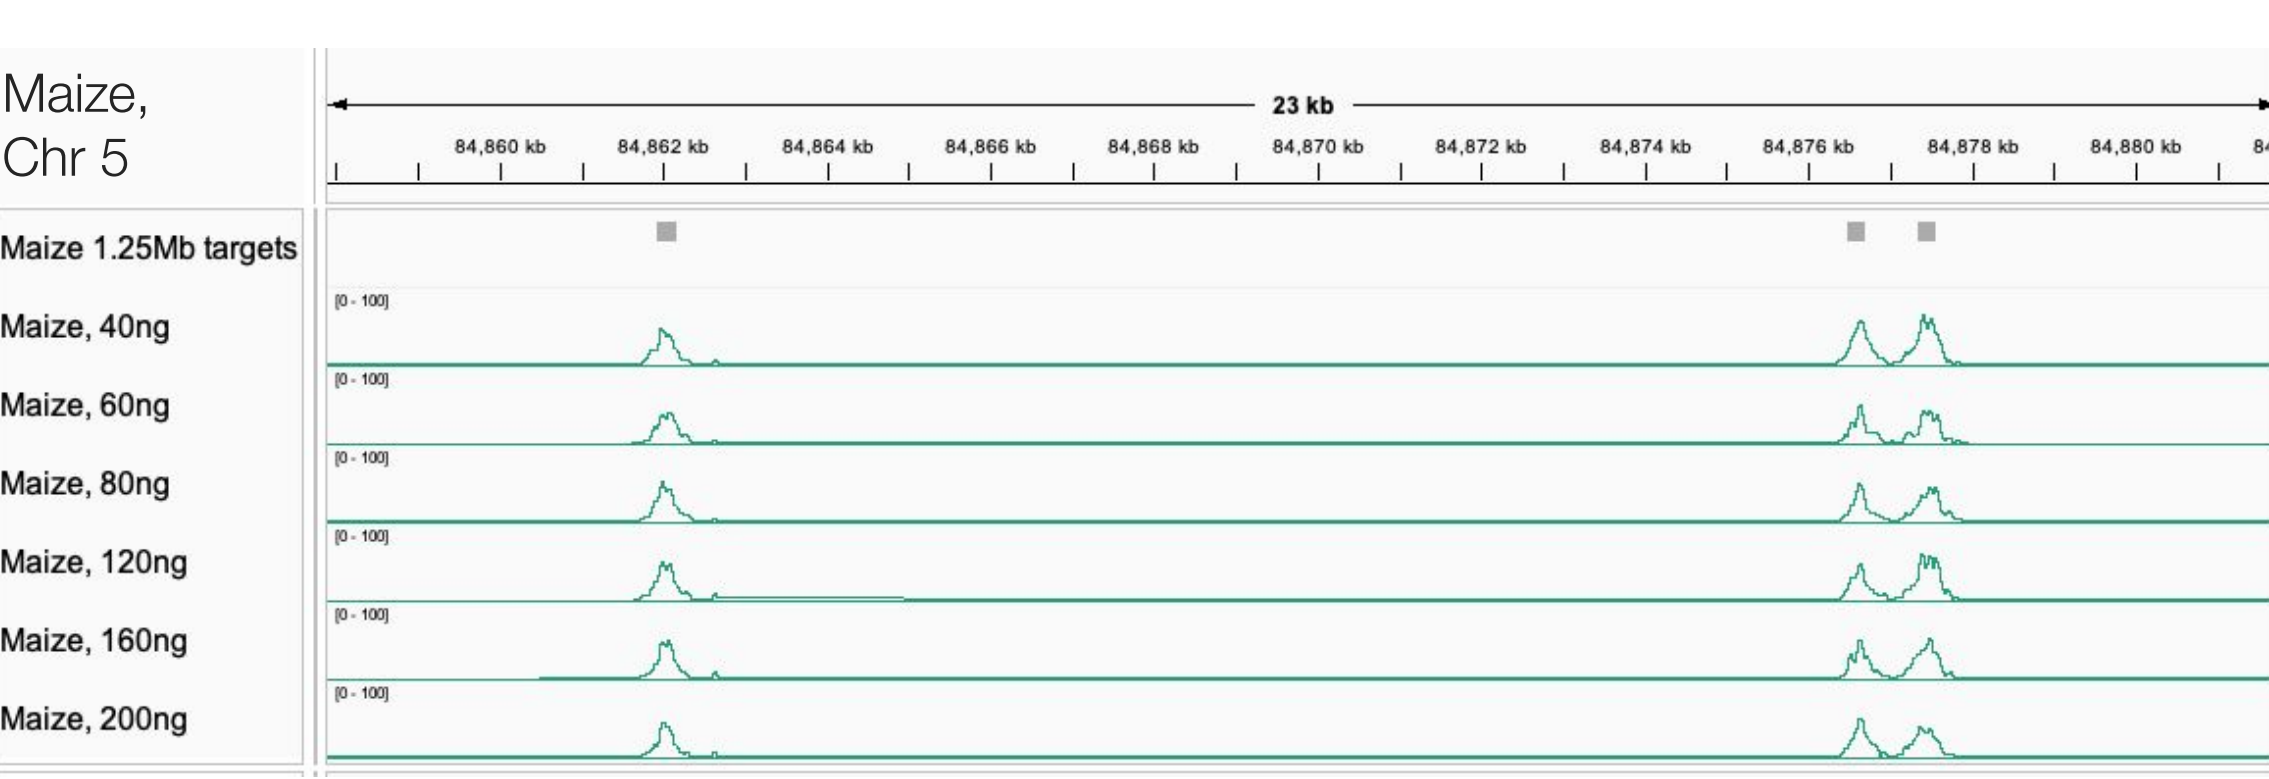 Maize,
Chr 5
23 kb
84,860 kb 84,862 kb 84,864 kb 84,866 kb 84,868 kb 84,870 kb 84,872 kb 84,874 kb 84,876 kb 84,878 kb 84,880 kb 84
Maize 1.25Mb targets
[0 - 100]
Maize, 40ng
[0 - 100]
Maize, 60ng
[0 - 100]
Maize, 80ng
[0 - 100]
Maize, 120ng
[0 - 100]
Maize, 160ng
[0 - 100]
Maize, 200ng